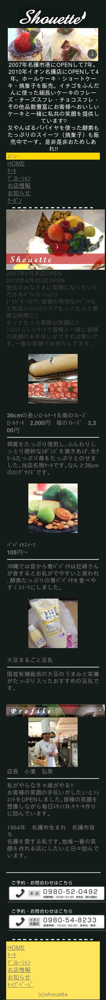 Shouette
2007年名護市港にOPENして7年。
2010年イオン名護店にOPENして4
年。ホールケーキ・ショートケー
キ・焼菓子を販売。イチゴをふんだ
んに使った細長いケーキのフレー
ズ・チーズスフレ・チョコスフレ・
その他品数豊富にお客様へおいしい
ケーキと一緒に私共の笑顔を提供し
ています♡
又やんばるパパイヤを使った酵素も
たっぷりのスイーツ（焼菓子）も販
売中でーす。是非是非おためしあ
れ!!
ﾒﾆｭｰ
HOME
ｹｰｷ
ﾃﾞｺﾚｰｼｮﾝ
お店情報
お知らせ
ｸｰﾎﾟﾝ
Shouette
2007年6月本店OPEN
2010年4月ｲｵﾝ店OPEN
地元のみなさまに笑顔になっていた
だけるﾊﾟﾃｨｽﾘｰｼｭｴｯﾄ
ﾄﾞｷﾄﾞｷ･ﾜｸﾜｸ､皆様の特別なｲﾍﾞﾝﾄな
ど私共ｼｭｴｯﾄのｹｰｷでもっともっと素
敵な時間に!!
もっともっと素敵な笑顔に!!
ｼｭｴｯﾄらしいｹｰｷで皆様と一緒に皆様
の笑顔のお手伝いができれば幸いで
す｡一番の笑顔でお待ちしてます。
36cmの長いﾛｰﾙｹｰｷ＆苺のﾌﾚｰｽﾞ
ﾛｰﾙｹｰｷ　2,000円　苺のﾌﾚｰｽﾞ　2,3
00円
卵黄をたっぷり使用し､ふんわりし
っとり絶妙なｽﾎﾟﾝｼﾞを焼きあげ､生ｸ
ﾘｰﾑたっぷり苺をたっぷりとのせま
した｡当店名物ｹｰｷです｡なんと36cm
のﾛﾝｸﾞｻｲｽﾞです。
ﾊﾟﾊﾟｲﾔｽｲｰﾂ
105円～
沖縄では昔から青ﾊﾟﾊﾟｲﾔは妊婦さん
が食するとお乳がでやすいと言われ
､酵素たっぷりの青ﾊﾟﾊﾟｲﾔを食べや
すくｽｲｰﾂにしました。
大豆まるごと豆乳
国産有機栽培の大豆のうまみと栄養
がたっぷり入ったおすすめの豆乳で
す。
Profile
店長　小濱　弘美
私がやらなきゃ誰がやる!!
お客様の笑顔の手伝いがしたいとｼｭ
ｴｯﾄをOPENしました｡皆様の笑顔を
想像しながら毎日ｽﾀｯﾌ共々ｹｰｷ作り
に励んでいます。
1964年　名護市生まれ　名護市育
ち
名護を愛する私です｡地域一番の笑
顔を作れる店にしたいと日々励んで
います。
ご予約・お問合わせはこちら
本 店 0980-52-0492
営業時間／10:00～21:00　定休日／第4水曜日
ご予約・お問合わせはこちら
イオン名護店 0980-54-8233
営業時間／10:00～22:00　定休日／無休
HOME
ｹｰｷ
ﾃﾞｺﾚｰｼｮﾝ
お店情報
お知らせ
ﾄｯﾌﾟﾍﾟｰｼﾞ
(c)shouette